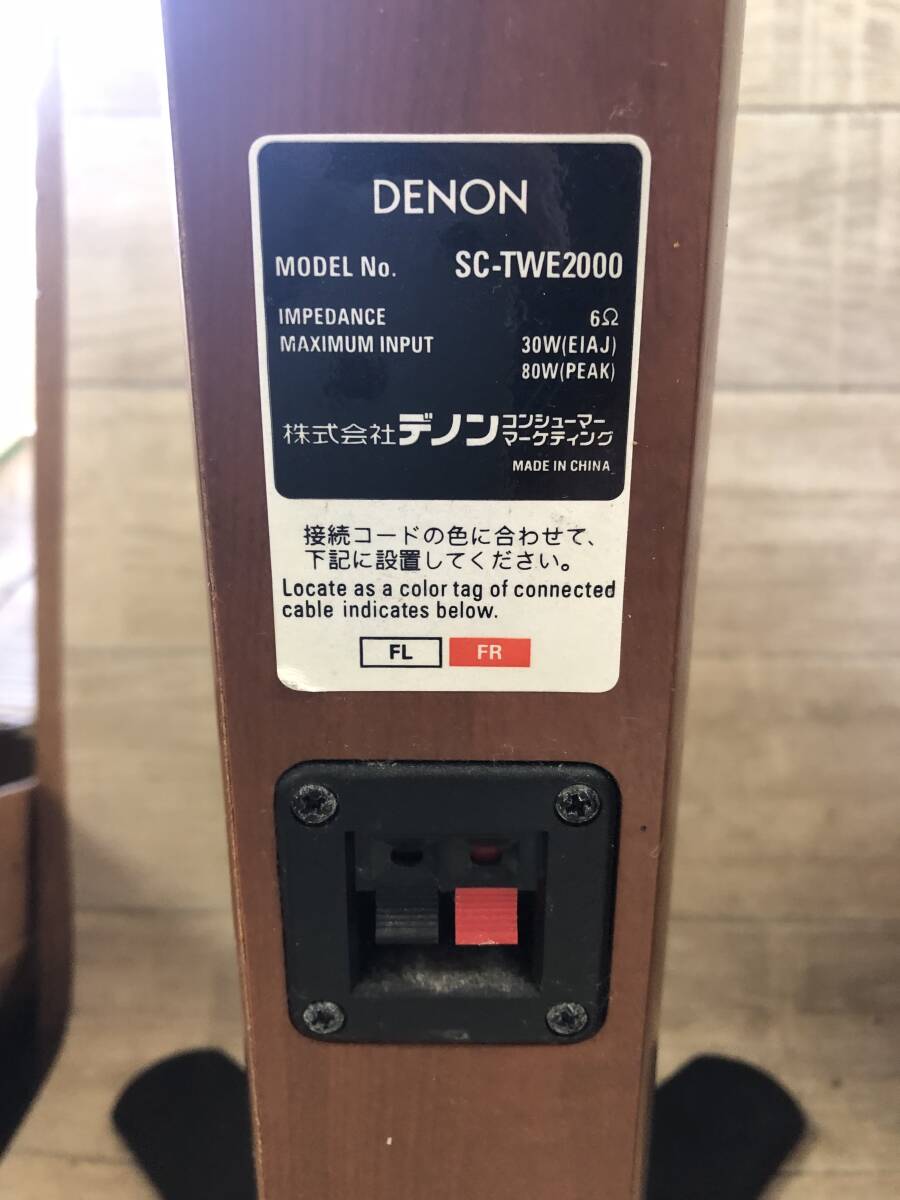 DENON
MODEL No. SC-TWE2000
IMPEDANCE 6Ω
MAXIMUM INPUT 30W(EIAJ)
80W(PEAK)
株式会社デノン コンシューマー
マーケティング
MADE IN CHINA
接続コードの色に合わせて、
下記に設置してください。
Locate as a color tag of connected
cable indicates below.
FL FR